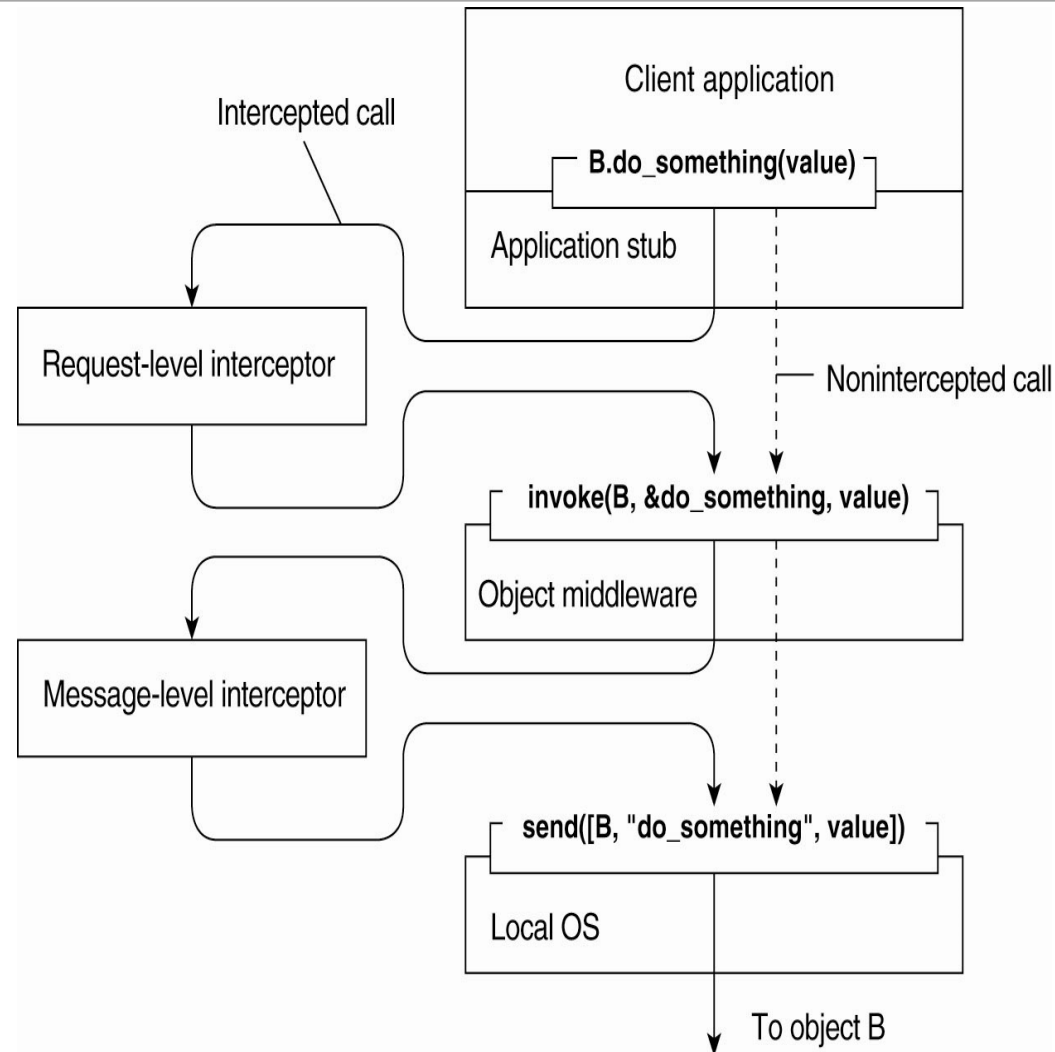 Client application
Intercepted call
B.do_something(value)
Application stub
Request-level interceptor
Nonintercepted call
invoke(B, &do_something, value)
Object middleware
Message-level interceptor
send([B, "do_something", value])
Local OS
To object B